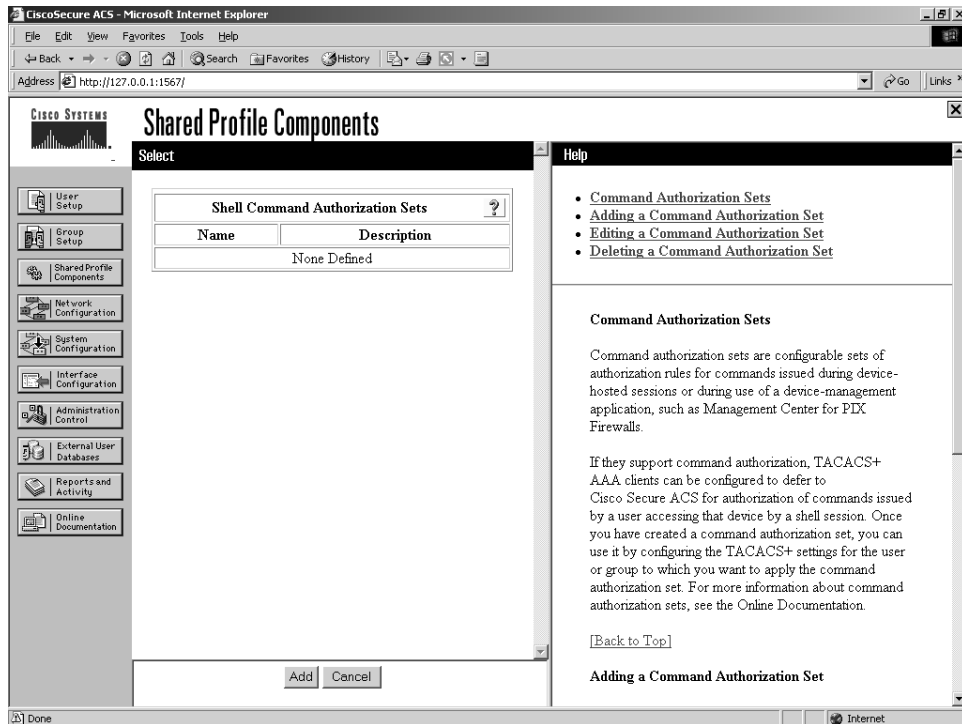 CiscoSecure ACS - Microsoft Internet Explorer
File Edit View Favorites Tools Help
Back Search Favorites History
Address http://127.0.0.1:1567/ Go Links »
CISCO SYSTEMS
Shared Profile Components
Select
Shell Command Authorization Sets ?
Name Description
None Defined
User
Setup
Group
Setup
Shared Profile
Components
Network
Configuration
System
Configuration
Interface
Configuration
Administration
Control
External User
Databases
Reports and
Activity
Online
Documentation
Add Cancel
Help
• Command Authorization Sets
• Adding a Command Authorization Set
• Editing a Command Authorization Set
• Deleting a Command Authorization Set
Command Authorization Sets
Command authorization sets are configurable sets of
authorization rules for commands issued during device-
hosted sessions or during use of a device-management
application, such as Management Center for PIX
Firewalls.
If they support command authorization, TACACS+
AAA clients can be configured to defer to
Cisco Secure ACS for authorization of commands issued
by a user accessing that device by a shell session. Once
you have created a command authorization set, you can
use it by configuring the TACACS+ settings for the user
or group to which you want to apply the command
authorization set. For more information about command
authorization sets, see the Online Documentation.
[Back to Top]
Adding a Command Authorization Set
Done Internet